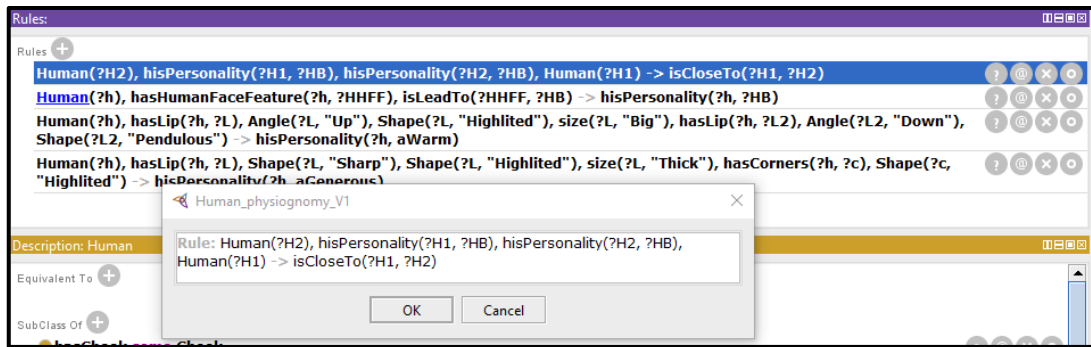 Rules:
Rules
Human(?H2), hisPersonality(?H1, ?HB), hisPersonality(?H2, ?HB), Human(?H1) -> isCloseTo(?H1, ?H2)
Human(?h), hasHumanFaceFeature(?h, ?HHFF), isLeadTo(?HHFF, ?HB) -> hisPersonality(?h, ?HB)
Human(?h), hasLip(?h, ?L), Angle(?L, "Up"), Shape(?L, "Highlited"), size(?L, "Big"), hasLip(?h, ?L2), Angle(?L2, "Down"),
Shape(?L2, "Pendulous") -> hisPersonality(?h, aWarm)
Human(?h), hasLip(?h, ?L), Shape(?L, "Sharp"), Shape(?L, "Highlited"), size(?L, "Thick"), hasCorners(?h, ?c), Shape(?c,
"Highlited") -> hisPersonality(?h, aGenerous)
Human_physiognomy_V1
Rule: Human(?H2), hisPersonality(?H1, ?HB), hisPersonality(?H2, ?HB),
Human(?H1) -> isCloseTo(?H1, ?H2)
OK Cancel
Description: Human
Equivalent To
SubClass Of
hasCheek some Cheek